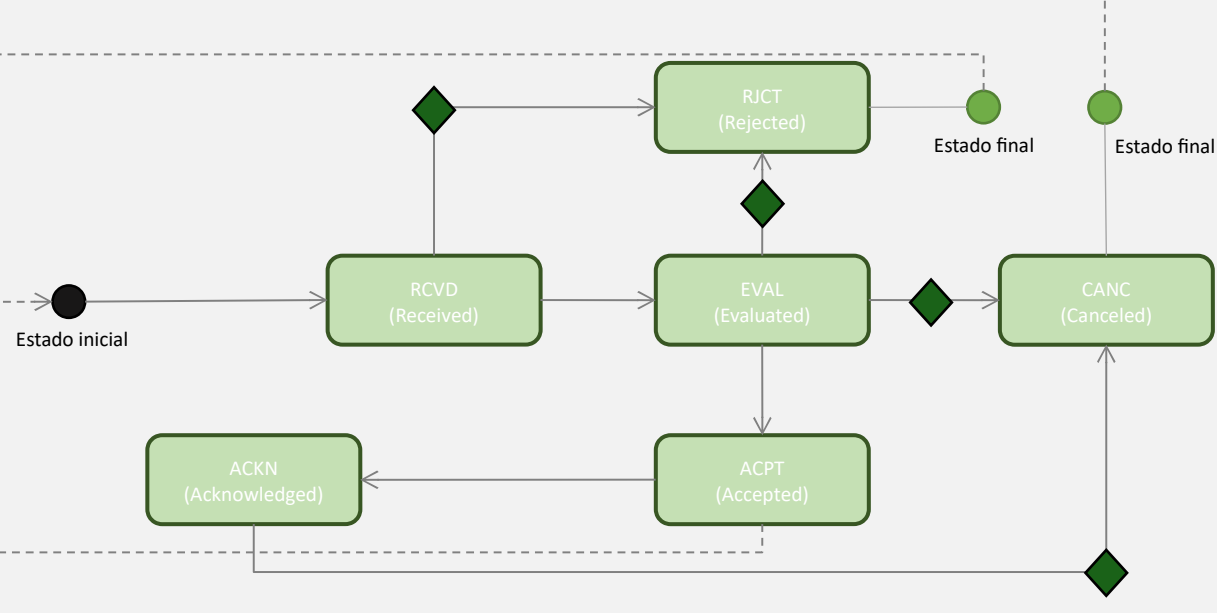 RJCT
(Rejected)
Estado final
Estado final
RCVD
(Received)
EVAL
(Evaluated)
CANC
(Canceled)
Estado inicial
ACKN
(Acknowledged)
ACPT
(Accepted)